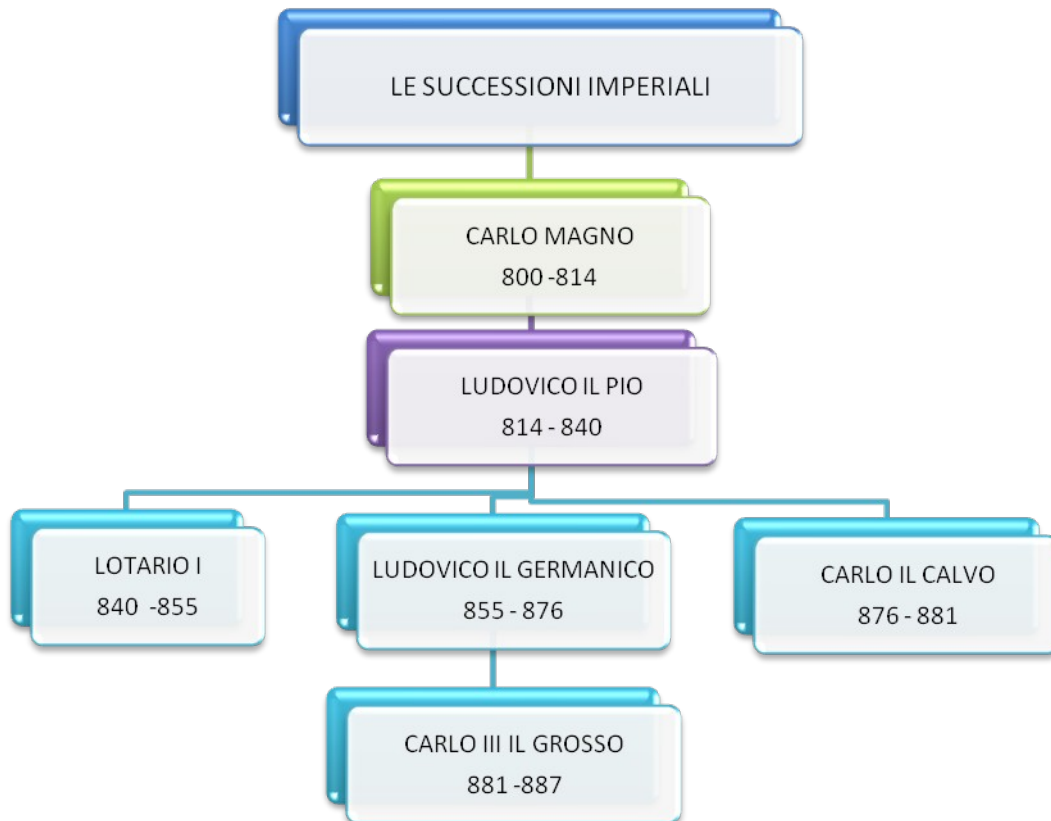 LE SUCCESSIONI IMPERIALI
CARLO MAGNO
800 -814
LUDOVICO IL PIO
814 - 840
LOTARIO I
840 -855
LUDOVICO IL GERMANICO
855 - 876
CARLO IL CALVO
876 - 881
CARLO III IL GROSSO
881 -887